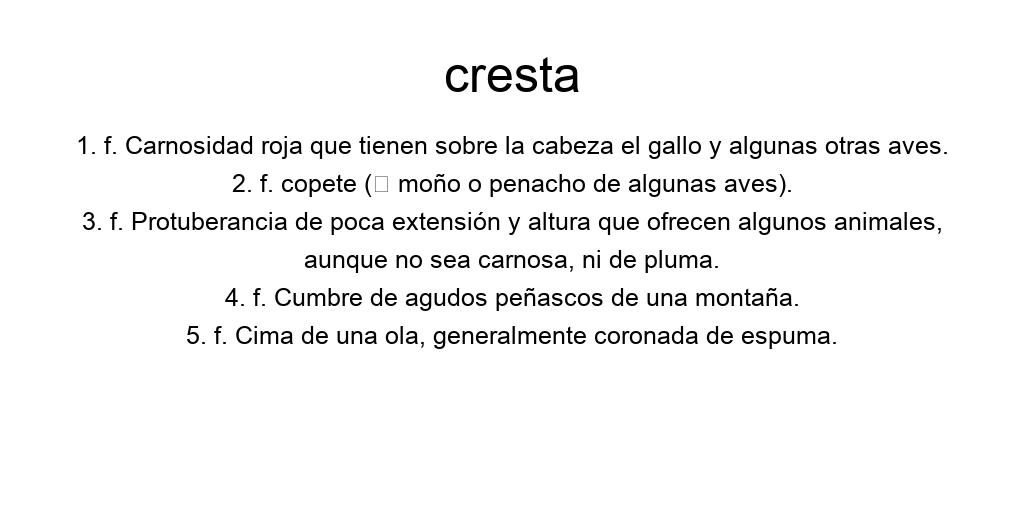 cresta
1. f. Carnosidad roja que tienen sobre la cabeza el gallo y algunas otras aves.
2. f. copete (□ moño o penacho de algunas aves).
3. f. Protuberancia de poca extensión y altura que ofrecen algunos animales,
aunque no sea carnosa, ni de pluma.
4. f. Cumbre de agudos peñascos de una montaña.
5. f. Cima de una ola, generalmente coronada de espuma.